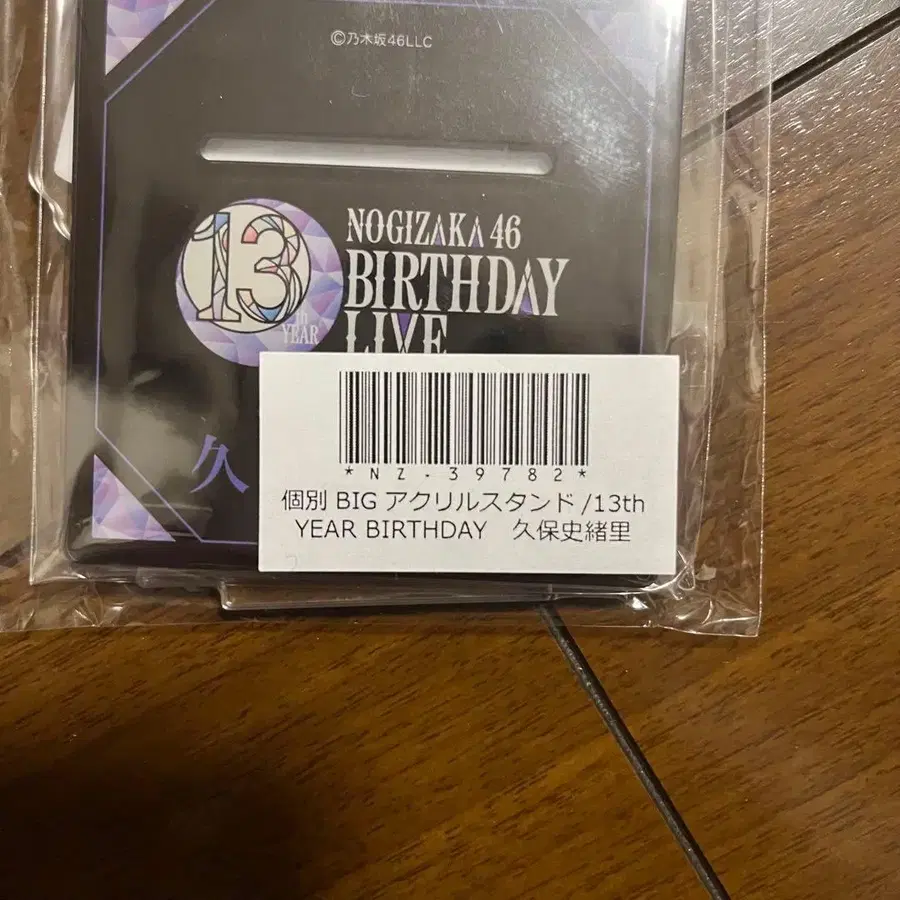 ©乃木坂46LLC
13
th
YEAR
NOGIZAKA 46
BIRTHDAY
LIVE
久
*NZ-39782*
個別 BIG アクリルスタンド /13th
YEAR BIRTHDAY 久保史緒里